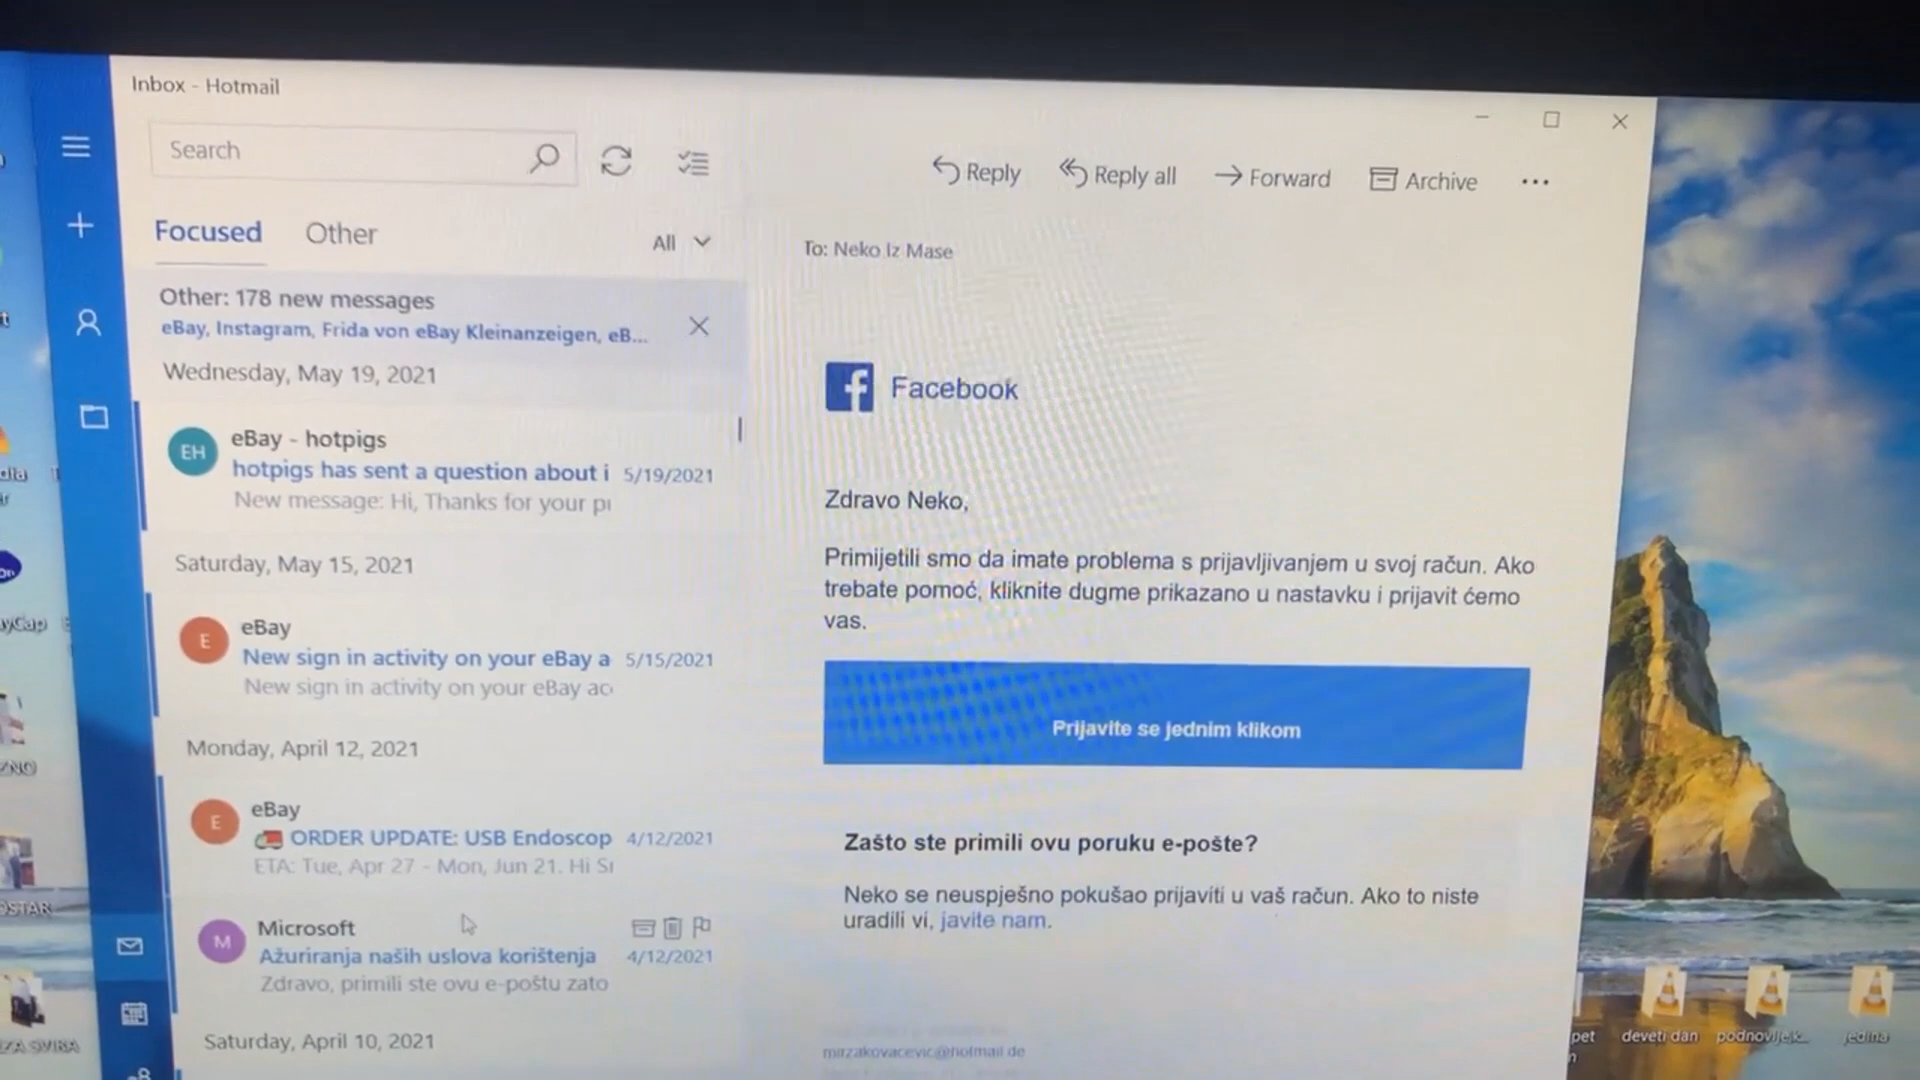 Inbox - Hotmail
Search
Focused
Other
All
Other: 178 new messages
eBay, Instagram, Frida von eBay Kleinanzeigen, eB...
Wednesday, May 19, 2021
EH
eBay - hotpigs
hotpigs has sent a question about i 5/19/2021
New message: Hi, Thanks for your pr
Saturday, May 15, 2021
E
eBay
New sign in activity on your eBay a 5/15/2021
New sign in activity on your eBay acc
Monday, April 12, 2021
E
eBay
ORDER UPDATE: USB Endoscop 4/12/2021
ETA: Tue, Apr 27 - Mon, Jun 21. Hi
M
Microsoft
Ažuriranja naših uslova korištenja 4/12/2021
Zdravo, primili ste ovu e-poštu zato
Saturday, April 10, 2021
Reply
Reply all
Forward
Archive
To: Neko Iz Mase
Facebook
Zdravo Neko,
Primijetili smo da imate problema s prijavljivanjem u svoj račun. Ako
trebate pomoć, kliknite dugme prikazano u nastavku i prijavit ćemo
vas.
Prijavite se jednim klikom
Zašto ste primili ovu poruku e-pošte?
Neko se neuspješno pokušao prijaviti u vaš račun. Ako to niste
uradili vi, javite nam.
mirzakovacevic@hotmail.de
pet
deveti dan
podnovljelk...
jedina